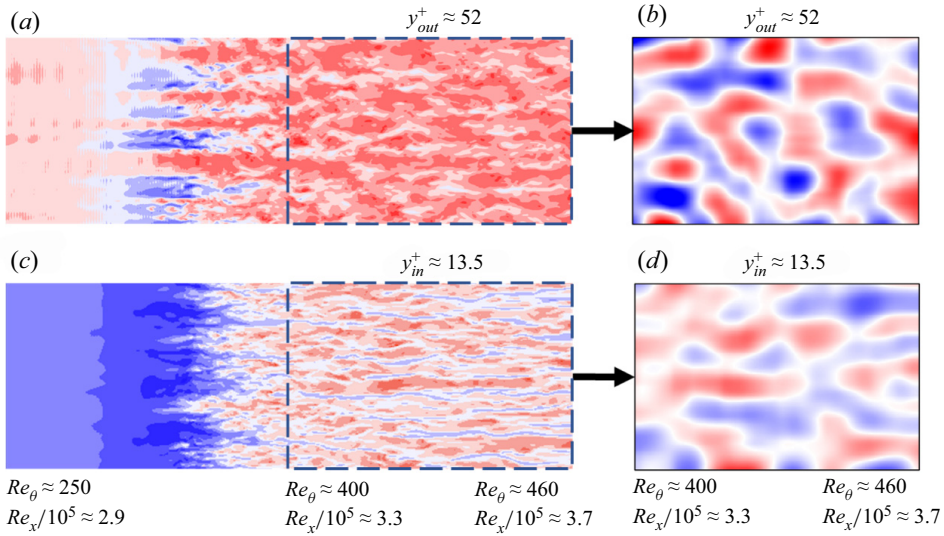 (a)
y⁺out ≈ 52
(b)
y⁺out ≈ 52
(c)
y⁺in ≈ 13.5
(d)
y⁺in ≈ 13.5
Reθ ≈ 250
Reθ ≈ 400
Reθ ≈ 460
Reθ ≈ 400
Reθ ≈ 460
Rex/10⁵ ≈ 2.9
Rex/10⁵ ≈ 3.3
Rex/10⁵ ≈ 3.7
Rex/10⁵ ≈ 3.3
Rex/10⁵ ≈ 3.7